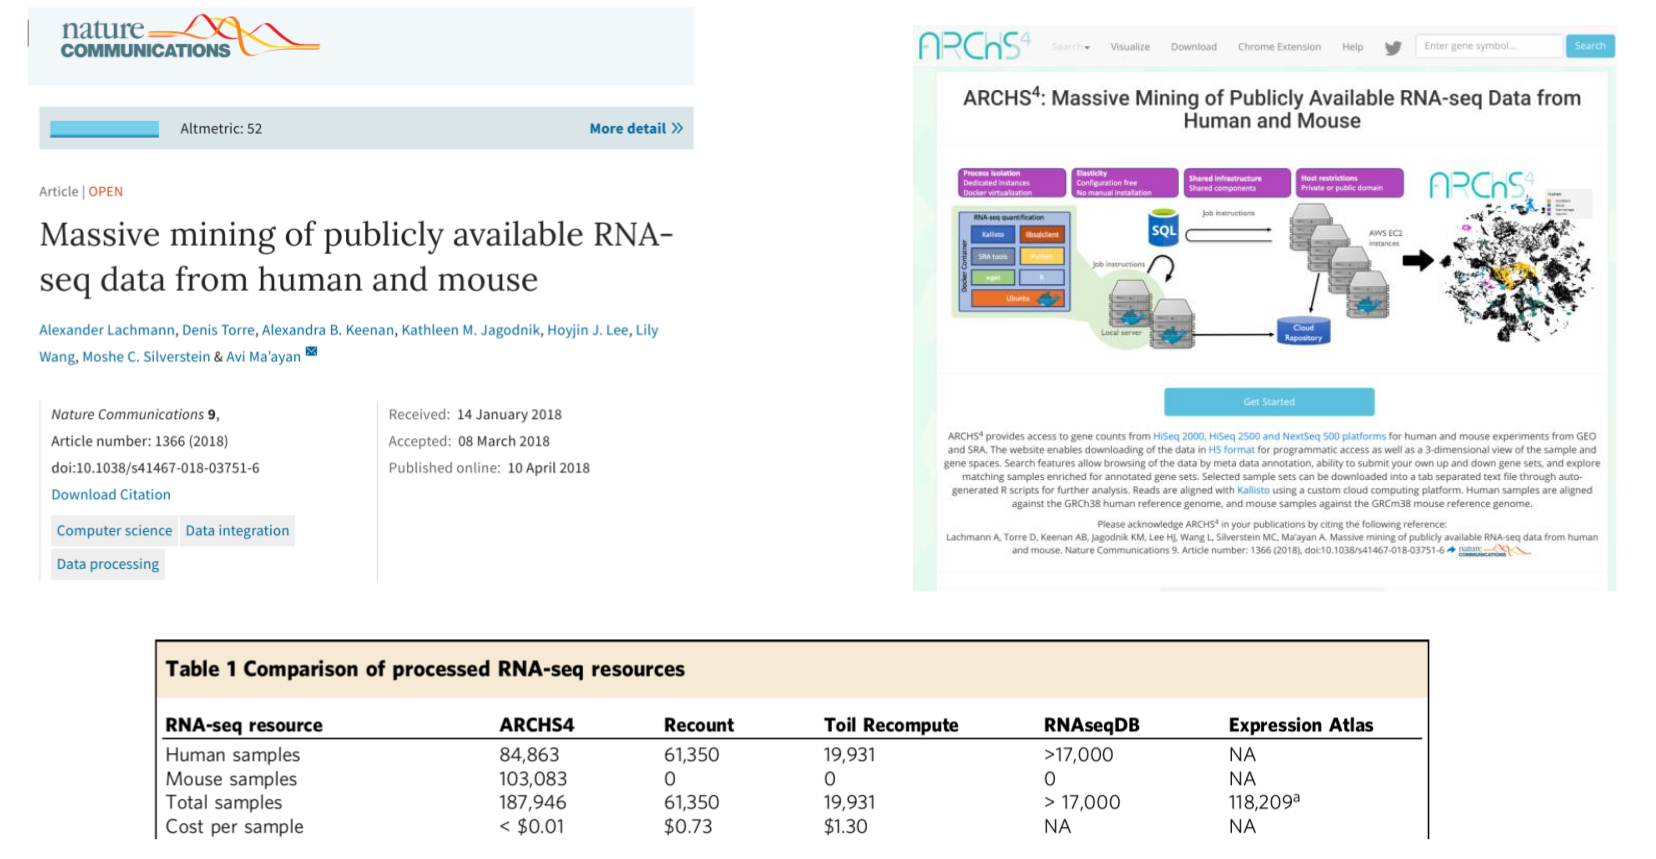 nature
COMMUNICATIONS
Altmetric: 52
More detail »
Article | OPEN
Massive mining of publicly available RNA-
seq data from human and mouse
Alexander Lachmann, Denis Torre, Alexandra B. Keenan, Kathleen M. Jagodnik, Hoyjin J. Lee, Lily
Wang, Moshe C. Silverstein & Avi Ma'ayan
Nature Communications 9,
Article number: 1366 (2018)
doi:10.1038/s41467-018-03751-6
Download Citation
Computer science Data integration
Data processing
Received: 14 January 2018
Accepted: 08 March 2018
Published online: 10 April 2018
ARCHS4 Search Visualize Download Chrome Extension Help Enter gene symbol... Search
ARCHS⁴: Massive Mining of Publicly Available RNA-seq Data from
Human and Mouse
Process Isolation
Dedicated instances
Docker virtualization
Elasticity
Configuration free
No manual installation
Shared Infrastructure
Shared components
Host restrictions
Private or public domain
RNA-seq quantification
Docker Container
Kallisto libsqlclient
SRA tools Python
wget R
Ubuntu
SQL
Job instructions
Job instructions
Local server
AWS EC2
instances
Cloud
Repository
ARCHS4
Get Started
ARCHS⁴ provides access to gene counts from HiSeq 2000, HiSeq 2500 and NextSeq 500 platforms for human and mouse experiments from GEO
and SRA. The website enables downloading of the data in H5 format for programmatic access as well as a 3-dimensional view of the sample and
gene spaces. Search features allow browsing of the data by meta data annotation, ability to submit your own up and down gene sets, and explore
matching samples enriched for annotated gene sets. Selected sample sets can be downloaded into a tab separated text file through auto-
generated R scripts for further analysis. Reads are aligned with Kallisto using a custom cloud computing platform. Human samples are aligned
against the GRCh38 human reference genome, and mouse samples against the GRCm38 mouse reference genome.
Please acknowledge ARCHS⁴ in your publications by citing the following reference:
Lachmann A, Torre D, Keenan AB, Jagodnik KM, Lee HJ, Wang L, Silverstein MC, Ma'ayan A. Massive mining of publicly available RNA-seq data from human
and mouse. Nature Communications 9. Article number: 1366 (2018), doi:10.1038/s41467-018-03751-6 nature COMMUNICATIONS
Table 1 Comparison of processed RNA-seq resources
RNA-seq resource ARCHS4 Recount Toil Recompute RNAseqDB Expression Atlas
Human samples 84,863 61,350 19,931 >17,000 NA
Mouse samples 103,083 0 0 0 NA
Total samples 187,946 61,350 19,931 > 17,000 118,209ᵃ
Cost per sample < $0.01 $0.73 $1.30 NA NA